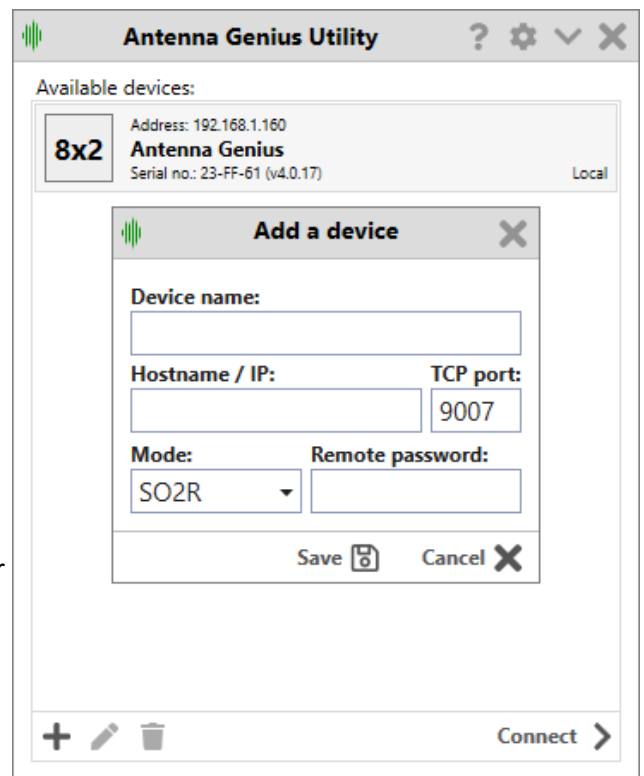 Antenna Genius Utility ?
Available devices:
8x2
Address: 192.168.1.160
Antenna Genius
Serial no.: 23-FF-61 (v4.0.17)
Local
Add a device
Device name:
Hostname / IP: TCP port:
9007
Mode: Remote password:
SO2R
Save Cancel
r
Connect